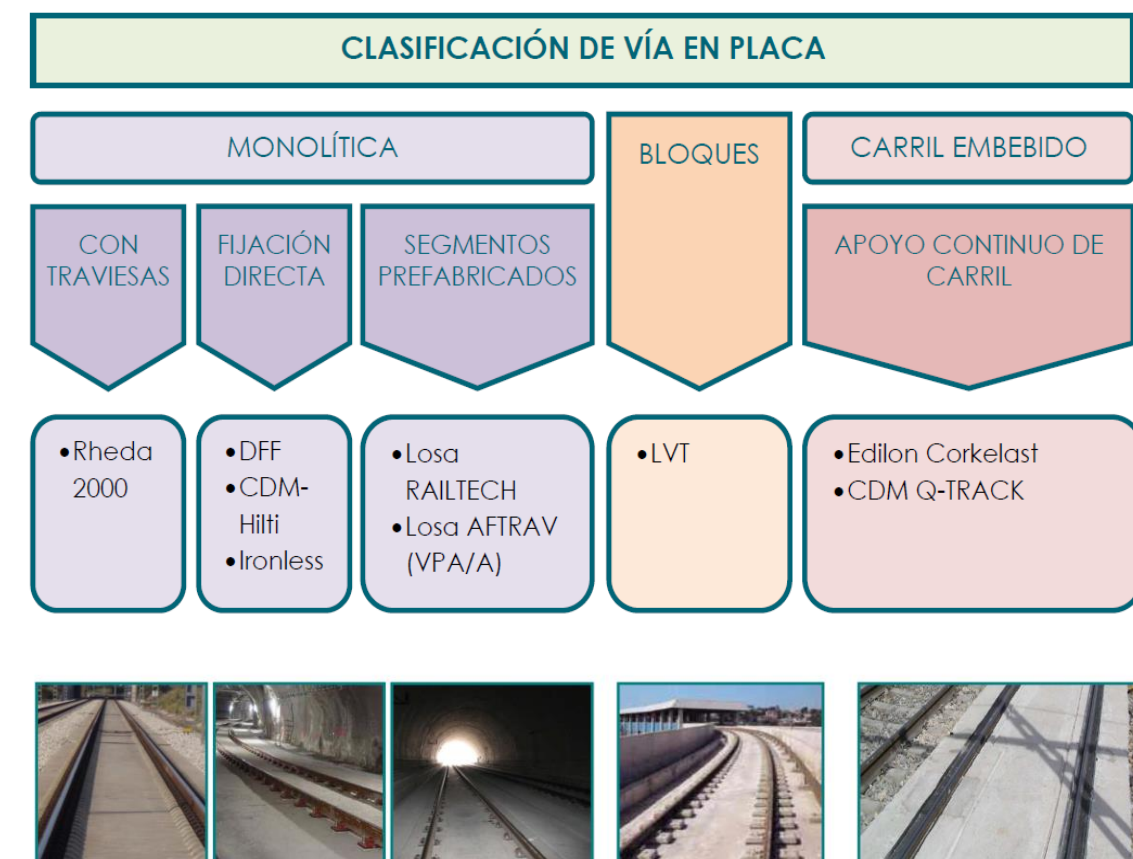 CLASIFICACIÓN DE VÍA EN PLACA
MONOLÍTICA
BLOQUES
CARRIL EMBEBIDO
CON
TRAVIESAS
FIJACIÓN
DIRECTA
SEGMENTOS
PREFABRICADOS
APOYO CONTINUO DE
CARRIL
•Rheda
2000
•DFF
•CDM-
Hilti
•Ironless
•Losa
RAILTECH
•Losa AFTRAV
(VPA/A)
•LVT
•Edilon Corkelast
•CDM Q-TRACK